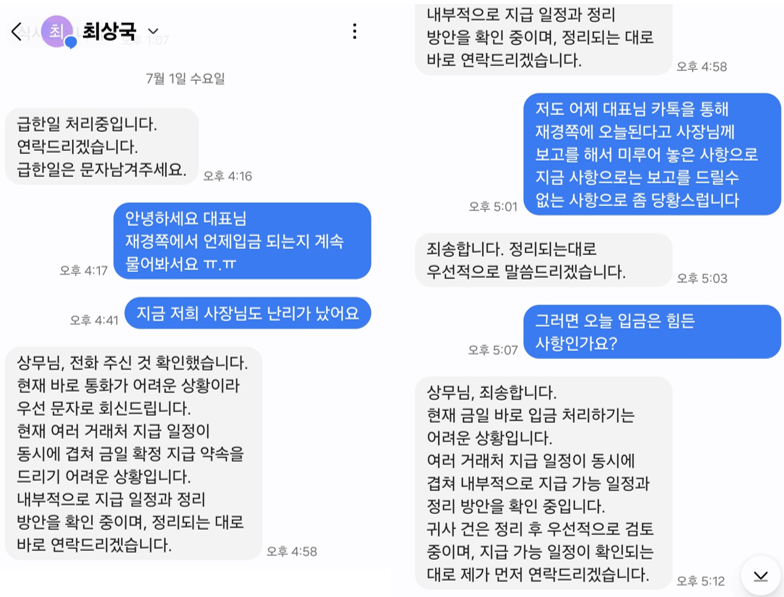 최
최상국
7월 1일 수요일
급한일 처리중입니다.
연락드리겠습니다.
급한일은 문자남겨주세요.
오후 4:16
안녕하세요 대표님
재경쪽에서 언제입금 되는지 계속
물어봐서요 ㅠ.ㅠ
오후 4:17
지금 저희 사장님도 난리가 났어요
오후 4:41
상무님, 전화 주신 것 확인했습니다.
현재 바로 통화가 어려운 상황이라
우선 문자로 회신드립니다.
현재 여러 거래처 지급 일정이
동시에 겹쳐 금일 확정 지급 약속을
드리기 어려운 상황입니다.
내부적으로 지급 일정과 정리
방안을 확인 중이며, 정리되는 대로
바로 연락드리겠습니다.
오후 4:58
내부적으로 지급 일정과 정리
방안을 확인 중이며, 정리되는 대로
바로 연락드리겠습니다.
오후 4:58
저도 어제 대표님 카톡을 통해
재경쪽에 오늘된다고 사장님께
보고를 해서 미루어 놓은 사항으로
지금 사항으로는 보고를 드릴수
없는 사항으로 좀 당황스럽니다
오후 5:01
죄송합니다. 정리되는대로
우선적으로 말씀드리겠습니다.
오후 5:03
그러면 오늘 입금은 힘든
사항인가요?
오후 5:07
상무님, 죄송합니다.
현재 금일 바로 입금 처리하기는
어려운 상황입니다.
여러 거래처 지급 일정이 동시에
겹쳐 내부적으로 지급 가능 일정과
정리 방안을 확인 중입니다.
귀사 건은 정리 후 우선적으로 검토
중이며, 지급 가능 일정이 확인되는
대로 제가 먼저 연락드리겠습니다.
오후 5:12